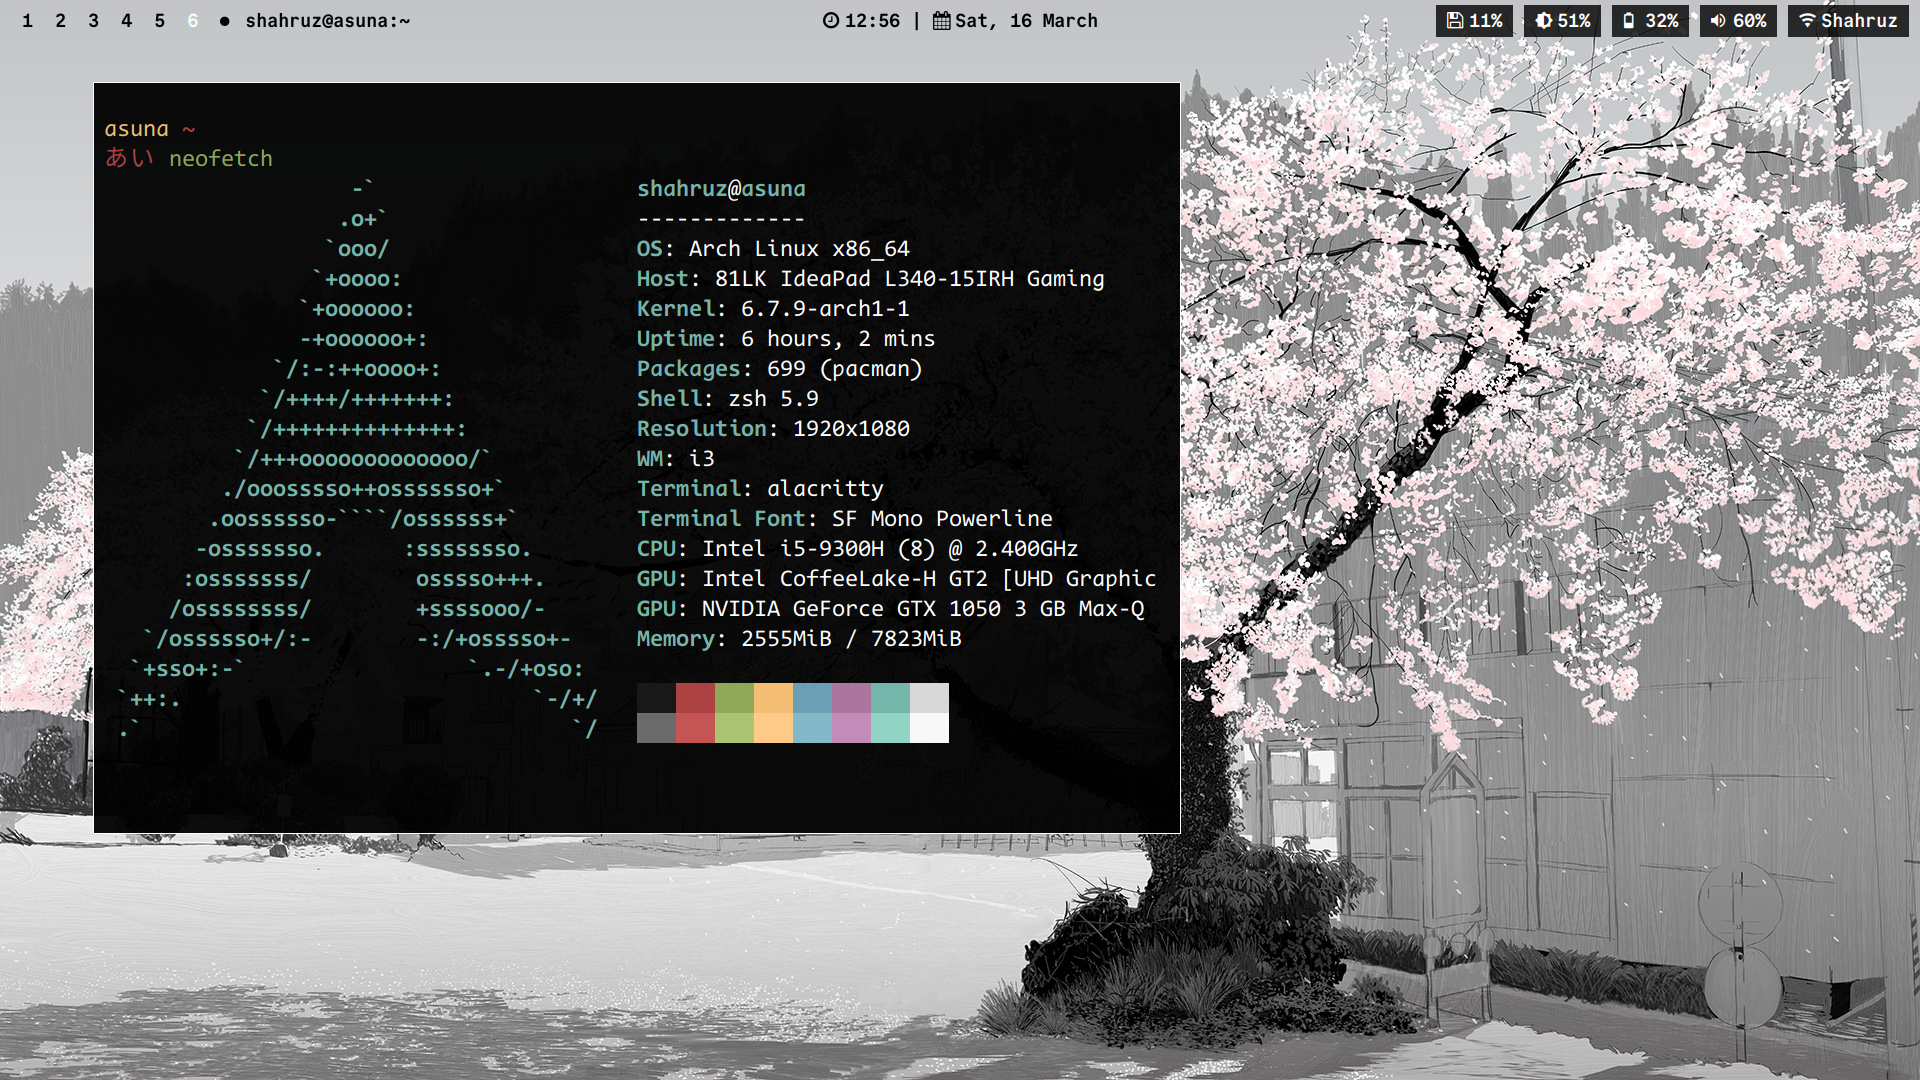 1 2 3 4 5 6 ● shahruz@asuna:~
12:56 | Sat, 16 March
11% 51% 32% 60% Shahruz
asuna ~
あい neofetch
-`
.o+`
`ooo/
`+oooo:
`+oooooo:
-+oooooo+:
`/:-:++oooo+:
`/++++/+++++++:
`/++++++++++++++:
`/+++ooooooooooooo/`
./ooosssso++osssssso+`
.oossssso-````/ossssss+`
-osssssso.      :ssssssso.
:osssssss/        osssso+++.
/ossssssss/        +ssssooo/-
`/ossssso+/:-        -:/+osssso+-
`+sso+:-`                 `.-/+oso:
`++:.                           `-/+/
.`                                 `/
shahruz@asuna
-------------
OS: Arch Linux x86_64
Host: 81LK IdeaPad L340-15IRH Gaming
Kernel: 6.7.9-arch1-1
Uptime: 6 hours, 2 mins
Packages: 699 (pacman)
Shell: zsh 5.9
Resolution: 1920x1080
WM: i3
Terminal: alacritty
Terminal Font: SF Mono Powerline
CPU: Intel i5-9300H (8) @ 2.400GHz
GPU: Intel CoffeeLake-H GT2 [UHD Graphic
GPU: NVIDIA GeForce GTX 1050 3 GB Max-Q
Memory: 2555MiB / 7823MiB